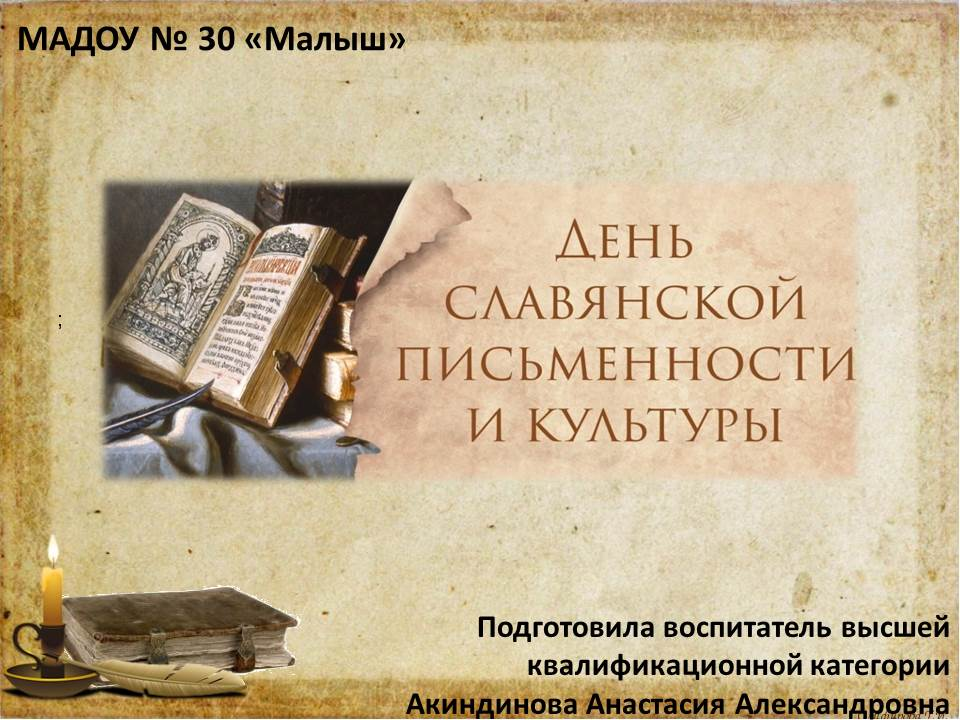 МАДОУ № 30 «Малыш»
;
День
славянской
письменности
и культуры
Подготовила воспитатель высшей
квалификационной категории
Акиндинова Анастасия Александровна